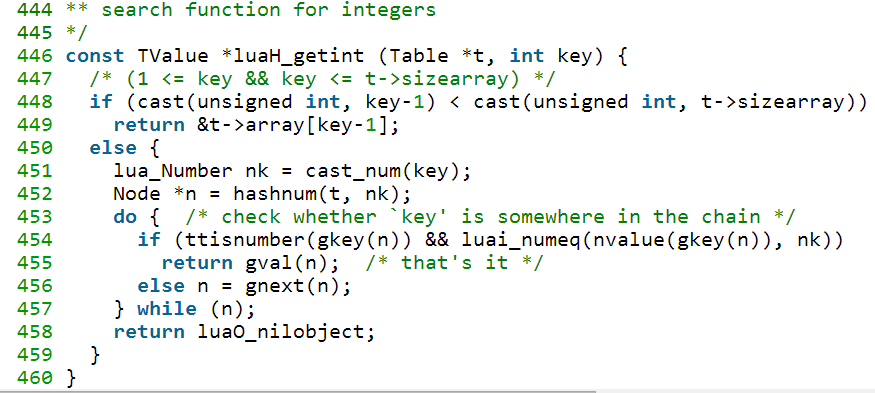 444 ** search function for integers
445 */
446 const TValue *luaH_getint (Table *t, int key) {
447   /* (1 <= key && key <= t->sizearray) */
448   if (cast(unsigned int, key-1) < cast(unsigned int, t->sizearray))
449     return &t->array[key-1];
450   else {
451     lua_Number nk = cast_num(key);
452     Node *n = hashnum(t, nk);
453     do {  /* check whether `key' is somewhere in the chain */
454       if (ttisnumber(gkey(n)) && luai_numeq(nvalue(gkey(n)), nk))
455         return gval(n);  /* that's it */
456       else n = gnext(n);
457     } while (n);
458     return luaO_nilobject;
459   }
460 }